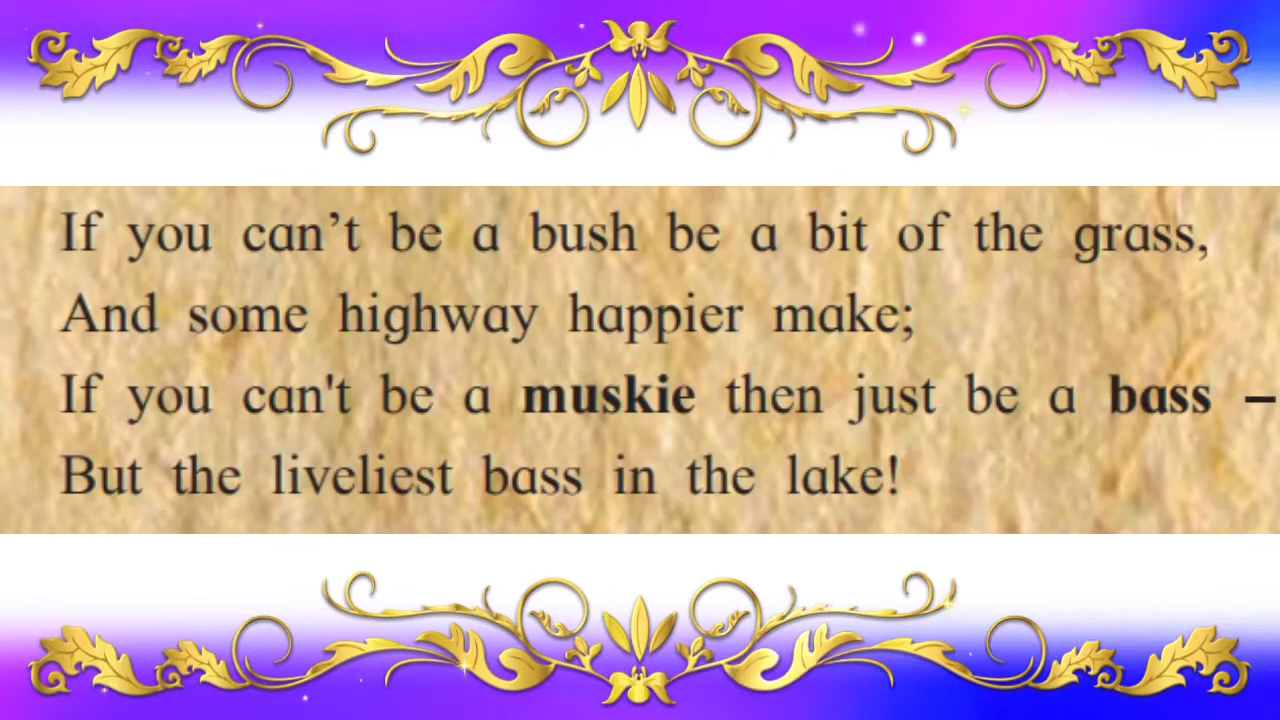 If you can’t be a bush be a bit of the grass,
And some highway happier make;
If you can't be a muskie then just be a bass –
But the liveliest bass in the lake!